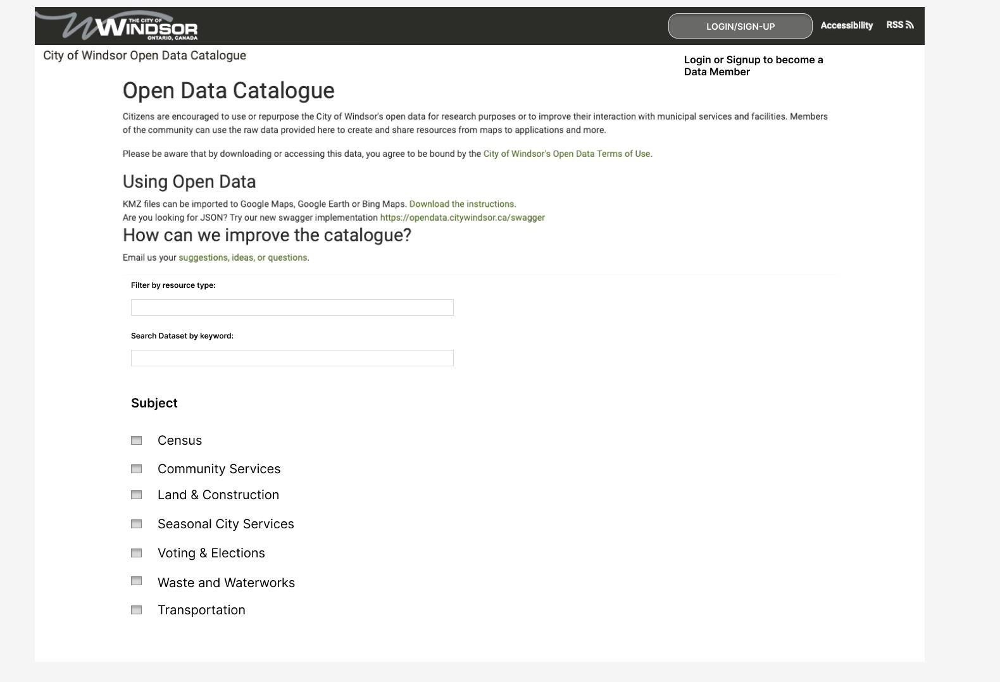 THE CITY OF
WINDSOR
ONTARIO, CANADA
LOGIN/SIGN-UP
Accessibility
RSS
City of Windsor Open Data Catalogue
Login or Signup to become a
Data Member
Open Data Catalogue
Citizens are encouraged to use or repurpose the City of Windsor's open data for research purposes or to improve their interaction with municipal services and facilities. Members
of the community can use the raw data provided here to create and share resources from maps to applications and more.
Please be aware that by downloading or accessing this data, you agree to be bound by the City of Windsor's Open Data Terms of Use.
Using Open Data
KMZ files can be imported to Google Maps, Google Earth or Bing Maps. Download the instructions.
Are you looking for JSON? Try our new swagger implementation https://opendata.citywindsor.ca/swagger
How can we improve the catalogue?
Email us your suggestions, ideas, or questions.
Filter by resource type:
Search Dataset by keyword:
Subject
Census
Community Services
Land & Construction
Seasonal City Services
Voting & Elections
Waste and Waterworks
Transportation